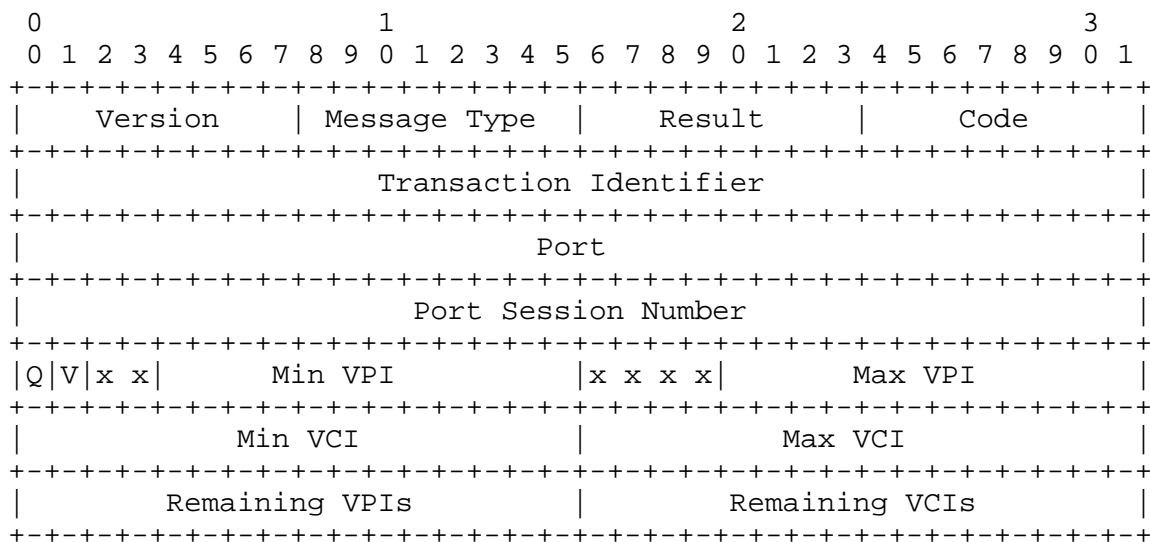 0                   1                   2                   3
 0 1 2 3 4 5 6 7 8 9 0 1 2 3 4 5 6 7 8 9 0 1 2 3 4 5 6 7 8 9 0 1
+-+-+-+-+-+-+-+-+-+-+-+-+-+-+-+-+-+-+-+-+-+-+-+-+-+-+-+-+-+-+-+-+
|    Version    | Message Type  |    Result     |     Code      |
+-+-+-+-+-+-+-+-+-+-+-+-+-+-+-+-+-+-+-+-+-+-+-+-+-+-+-+-+-+-+-+-+
|                    Transaction Identifier                     |
+-+-+-+-+-+-+-+-+-+-+-+-+-+-+-+-+-+-+-+-+-+-+-+-+-+-+-+-+-+-+-+-+
|                             Port                              |
+-+-+-+-+-+-+-+-+-+-+-+-+-+-+-+-+-+-+-+-+-+-+-+-+-+-+-+-+-+-+-+-+
|                      Port Session Number                      |
+-+-+-+-+-+-+-+-+-+-+-+-+-+-+-+-+-+-+-+-+-+-+-+-+-+-+-+-+-+-+-+-+
|Q|V|x x|      Min VPI          |x x x x|       Max VPI         |
+-+-+-+-+-+-+-+-+-+-+-+-+-+-+-+-+-+-+-+-+-+-+-+-+-+-+-+-+-+-+-+-+
|            Min VCI            |           Max VCI             |
+-+-+-+-+-+-+-+-+-+-+-+-+-+-+-+-+-+-+-+-+-+-+-+-+-+-+-+-+-+-+-+-+
|        Remaining VPIs         |        Remaining VCIs         |
+-+-+-+-+-+-+-+-+-+-+-+-+-+-+-+-+-+-+-+-+-+-+-+-+-+-+-+-+-+-+-+-+